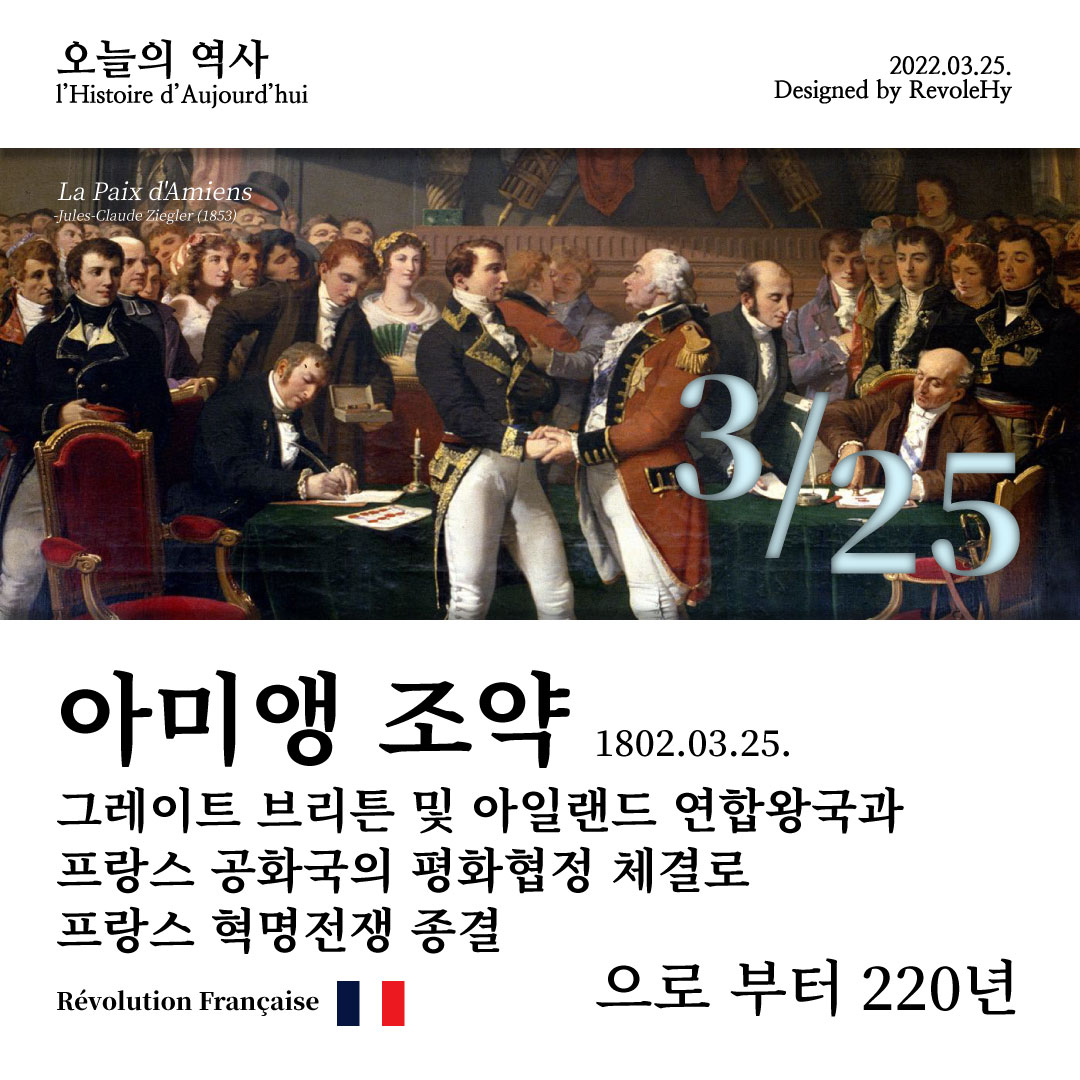 오늘의 역사
l’Histoire d’Aujourd’hui
2022.03.25.
Designed by RevoleHy
La Paix d'Amiens
-Jules-Claude Ziegler (1853)
3/25
아미앵 조약 1802.03.25.
그레이트 브리튼 및 아일랜드 연합왕국과
프랑스 공화국의 평화협정 체결로
프랑스 혁명전쟁 종결
으로 부터 220년
Révolution Française